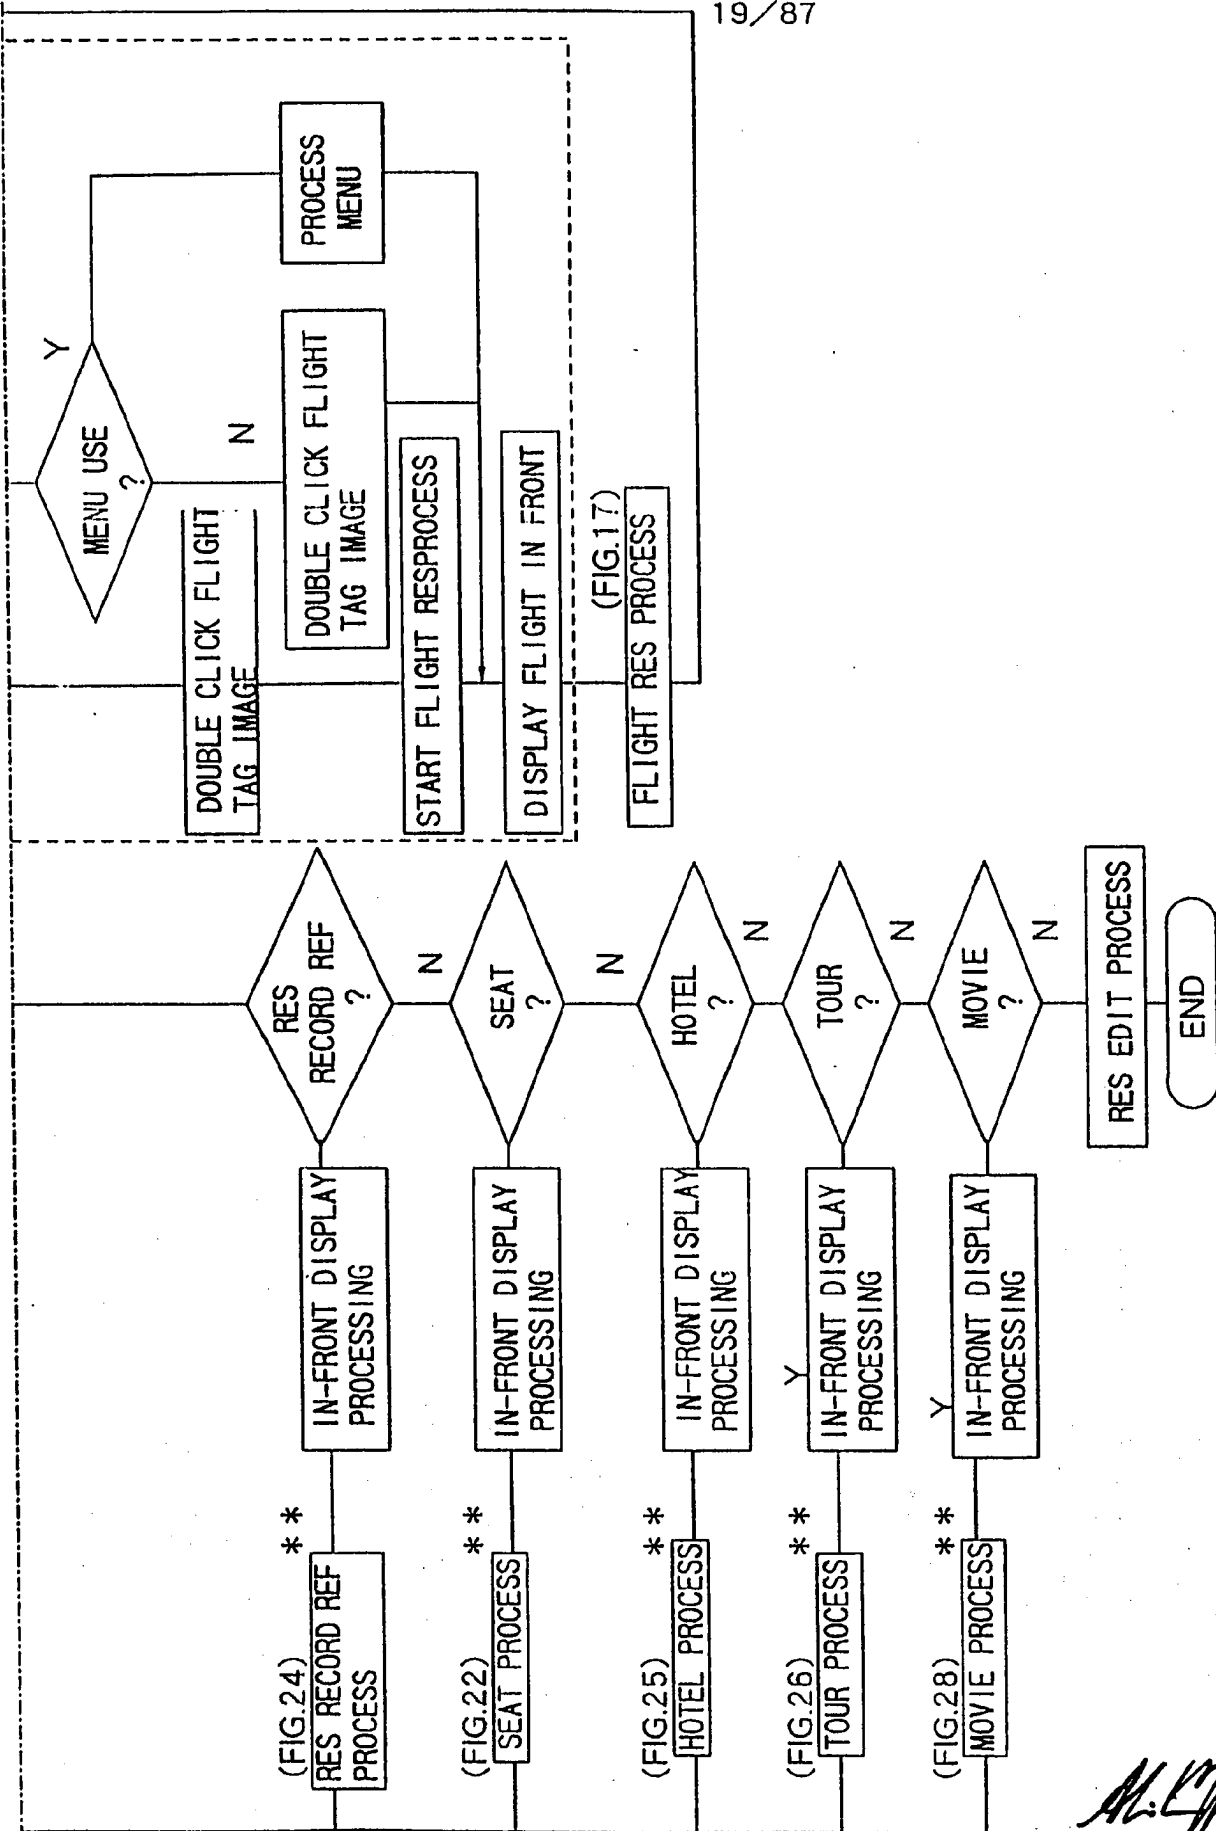 19/87
MENU USE
?
Y
N
PROCESS
MENU
DOUBLE CLICK FLIGHT
TAG IMAGE
DOUBLE CLICK FLIGHT
TAG IMAGE
START FLIGHT RESPROCESS
DISPLAY FLIGHT IN FRONT
(FIG.17)
FLIGHT RES PROCESS
RES
RECORD REF
?
N
IN-FRONT DISPLAY
PROCESSING
**
(FIG.24)
RES RECORD REF
PROCESS
SEAT
?
N
IN-FRONT DISPLAY
PROCESSING
**
(FIG.22)
SEAT PROCESS
HOTEL
?
N
IN-FRONT DISPLAY
PROCESSING
**
(FIG.25)
HOTEL PROCESS
TOUR
?
N
Y
IN-FRONT DISPLAY
PROCESSING
**
(FIG.26)
TOUR PROCESS
MOVIE
?
N
Y
IN-FRONT DISPLAY
PROCESSING
**
(FIG.28)
MOVIE PROCESS
RES EDIT PROCESS
END